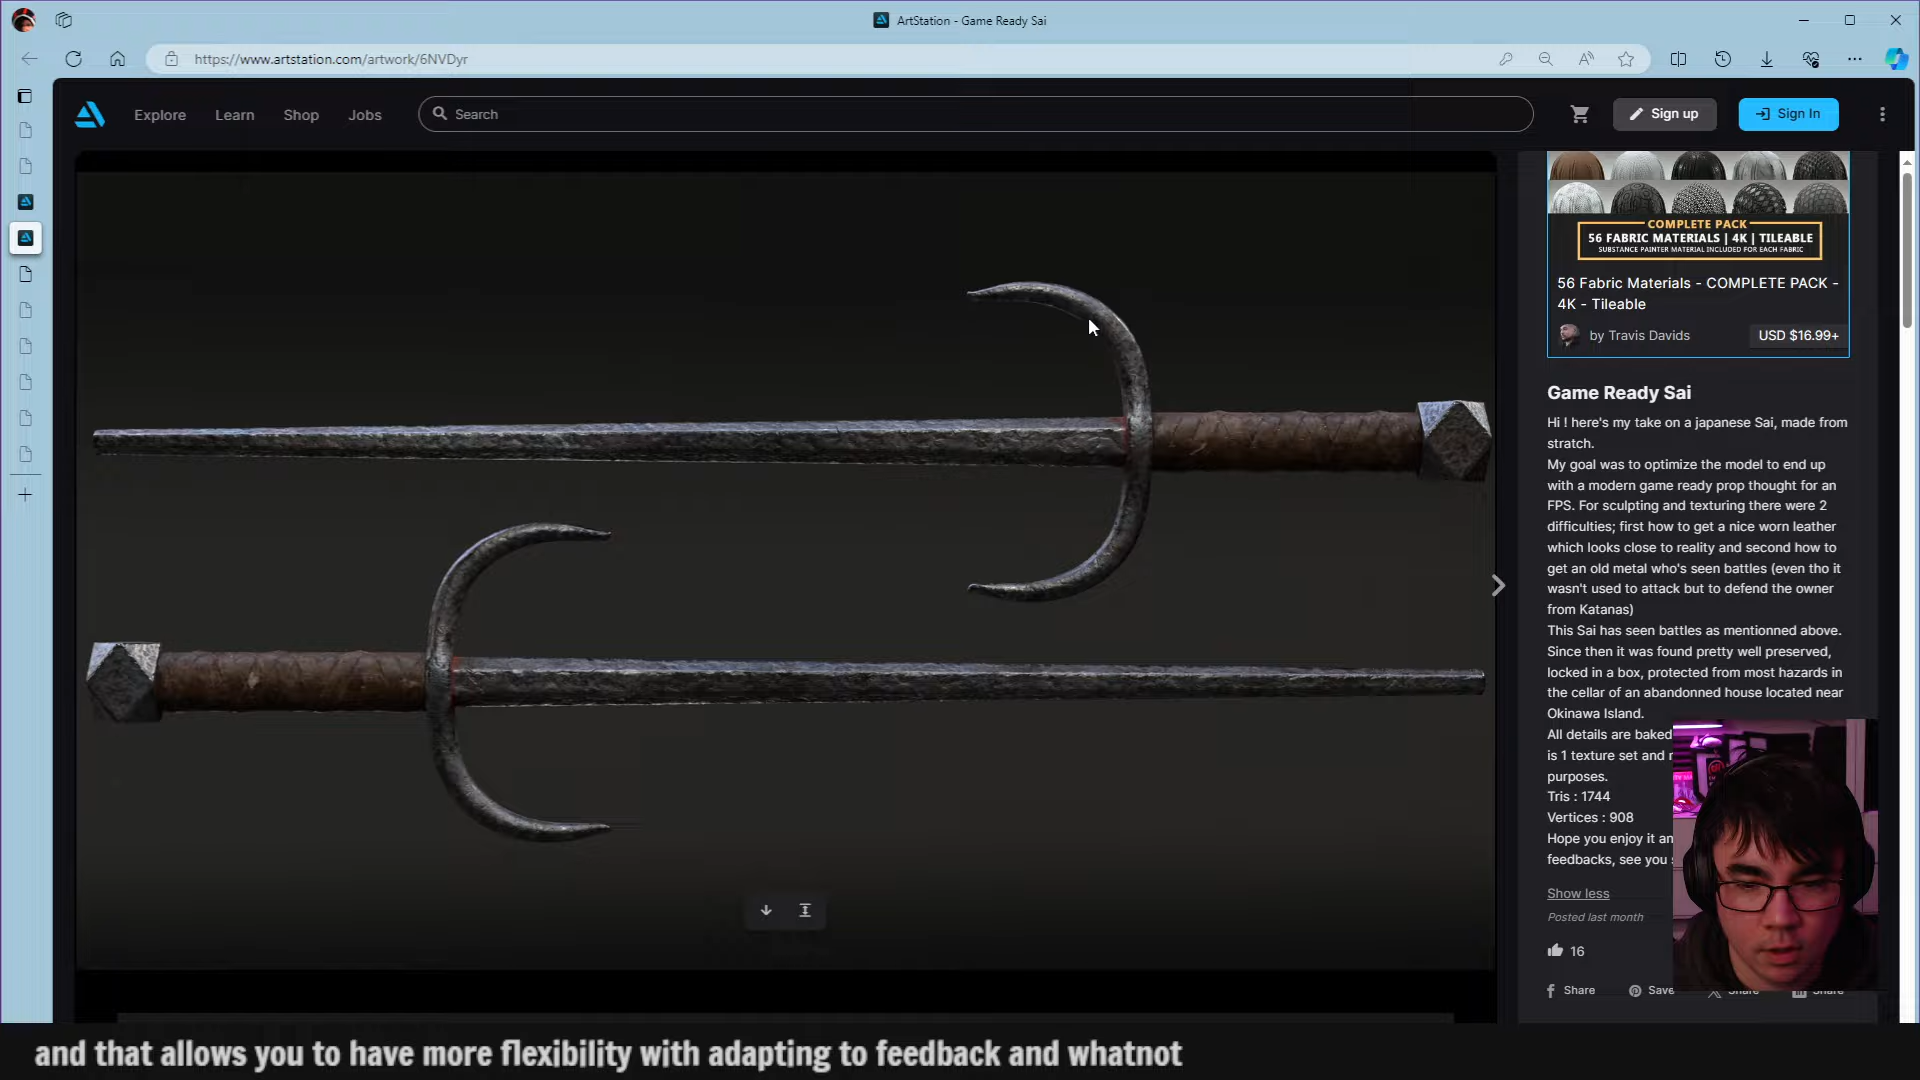 ArtStation - Game Ready Sai
https://www.artstation.com/artwork/6NVDyr
Explore
Learn
Shop
Jobs
Search
Sign up
Sign In
COMPLETE PACK
56 FABRIC MATERIALS | 4K | TILEABLE
SUBSTANCE PAINTER MATERIAL INCLUDED FOR EACH FABRIC
56 Fabric Materials - COMPLETE PACK -
4K - Tileable
by Travis Davids
USD $16.99+
Game Ready Sai
Hi ! here's my take on a japanese Sai, made from
stratch.
My goal was to optimize the model to end up
with a modern game ready prop thought for an
FPS. For sculpting and texturing there were 2
difficulties; first how to get a nice worn leather
which looks close to reality and second how to
get an old metal who's seen battles (even tho it
wasn't used to attack but to defend the owner
from Katanas)
This Sai has seen battles as mentionned above.
Since then it was found pretty well preserved,
locked in a box, protected from most hazards in
the cellar of an abandonned house located near
Okinawa Island.
All details are baked
is 1 texture set and
purposes.
Tris : 1744
Vertices : 908
Hope you enjoy it an
feedbacks, see you
Show less
Posted last month
16
Share
Save
Share
Share
and that allows you to have more flexibility with adapting to feedback and whatnot